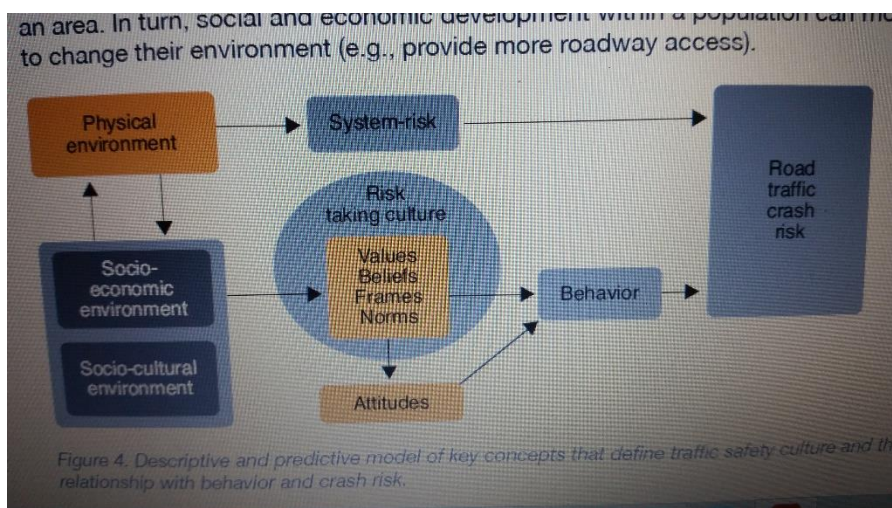 an area. In turn, social and economic development within a population can
to change their environment (e.g., provide more roadway access).
Physical
environment
System-risk
Road
traffic
crash
risk
Risk
taking culture
Values
Beliefs
Frames
Norms
Socio-
economic
environment
Behavior
Socio-cultural
environment
Attitudes
Figure 4. Descriptive and predictive model of key concepts that define traffic safety culture and
relationship with behavior and crash risk.